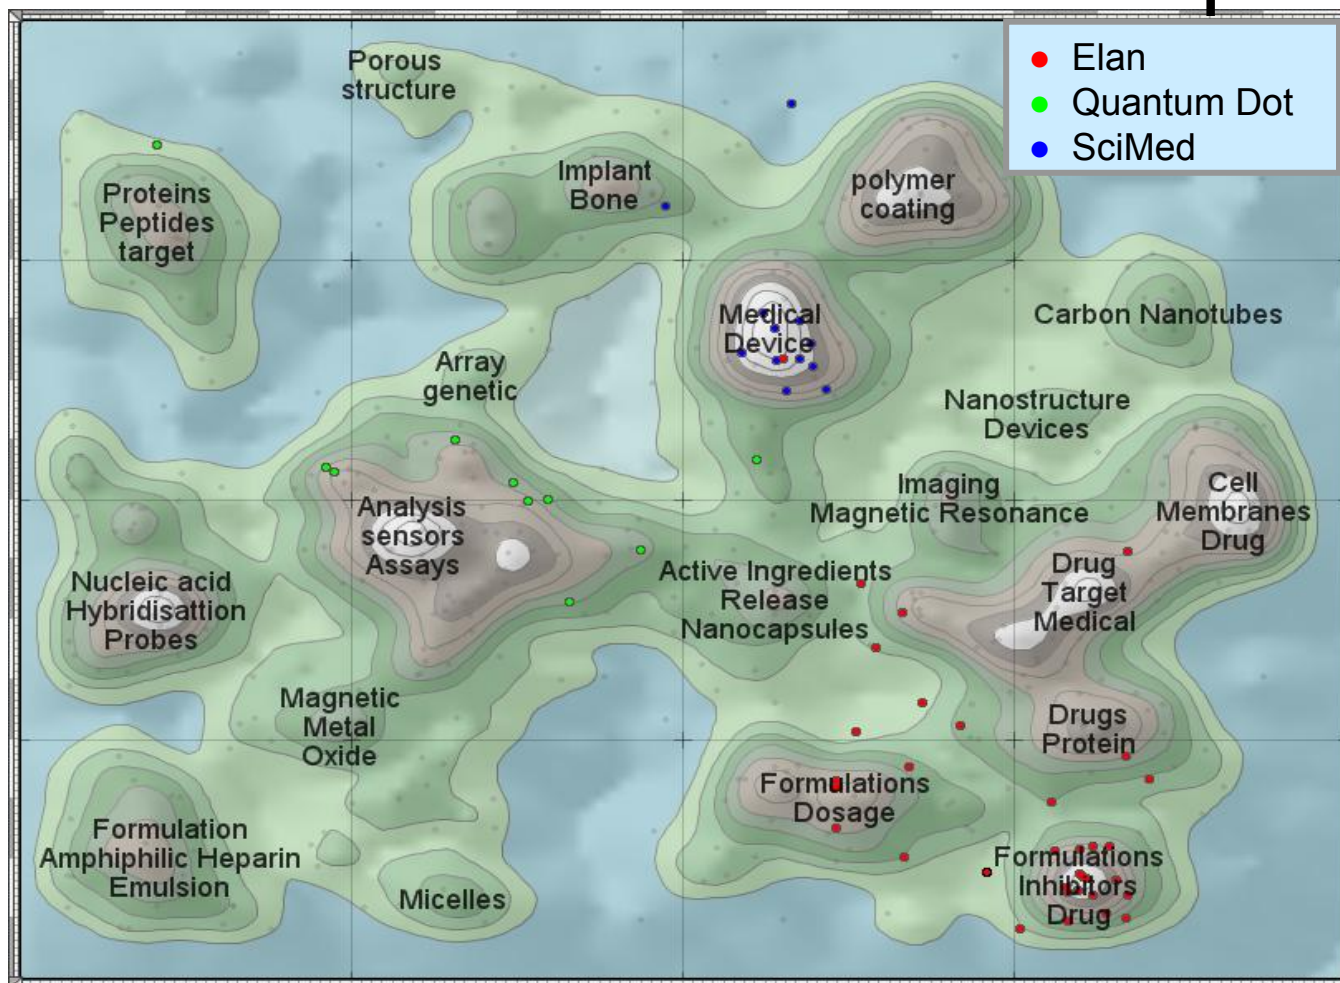 Elan
Quantum Dot
SciMed
Porous
structure
Implant
Bone
polymer
coating
Proteins
Peptides
target
Medical
Device
Carbon Nanotubes
Array
genetic
Nanostructure
Devices
Imaging
Magnetic Resonance
Cell
Membranes
Drug
Analysis
sensors
Assays
Nucleic acid
Hybridisattion
Probes
Active Ingredients
Release
Nanocapsules
Drug
Target
Medical
Magnetic
Metal
Oxide
Drugs
Protein
Formulations
Dosage
Formulation
Amphiphilic Heparin
Emulsion
Micelles
Formulations
Inhibitors
Drug